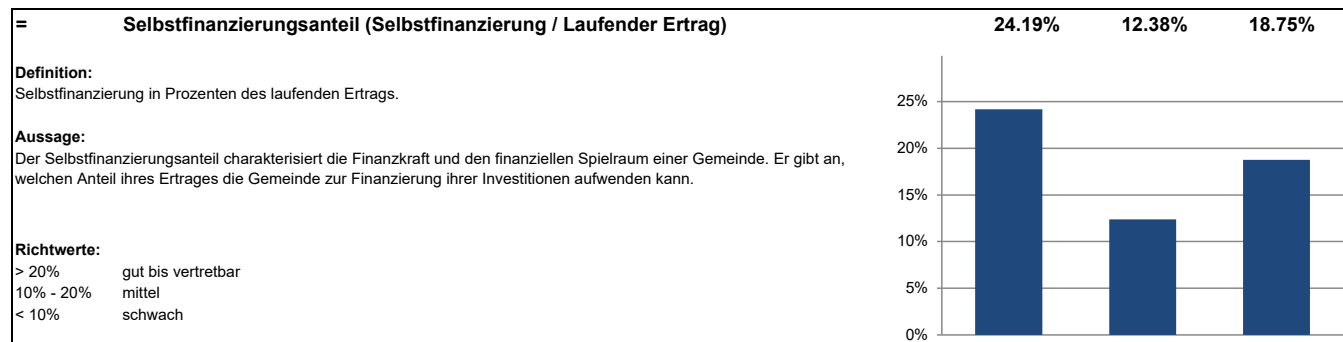 = Selbstfinanzierungsanteil (Selbstfinanzierung / Laufender Ertrag) 24.19% 12.38% 18.75%
Definition:
Selbstfinanzierung in Prozenten des laufenden Ertrags.
Aussage:
Der Selbstfinanzierungsanteil charakterisiert die Finanzkraft und den finanziellen Spielraum einer Gemeinde. Er gibt an,
welchen Anteil ihres Ertrages die Gemeinde zur Finanzierung ihrer Investitionen aufwenden kann.
Richtwerte:
> 20% gut bis vertretbar
10% - 20% mittel
< 10% schwach
25%
20%
15%
10%
5%
0%